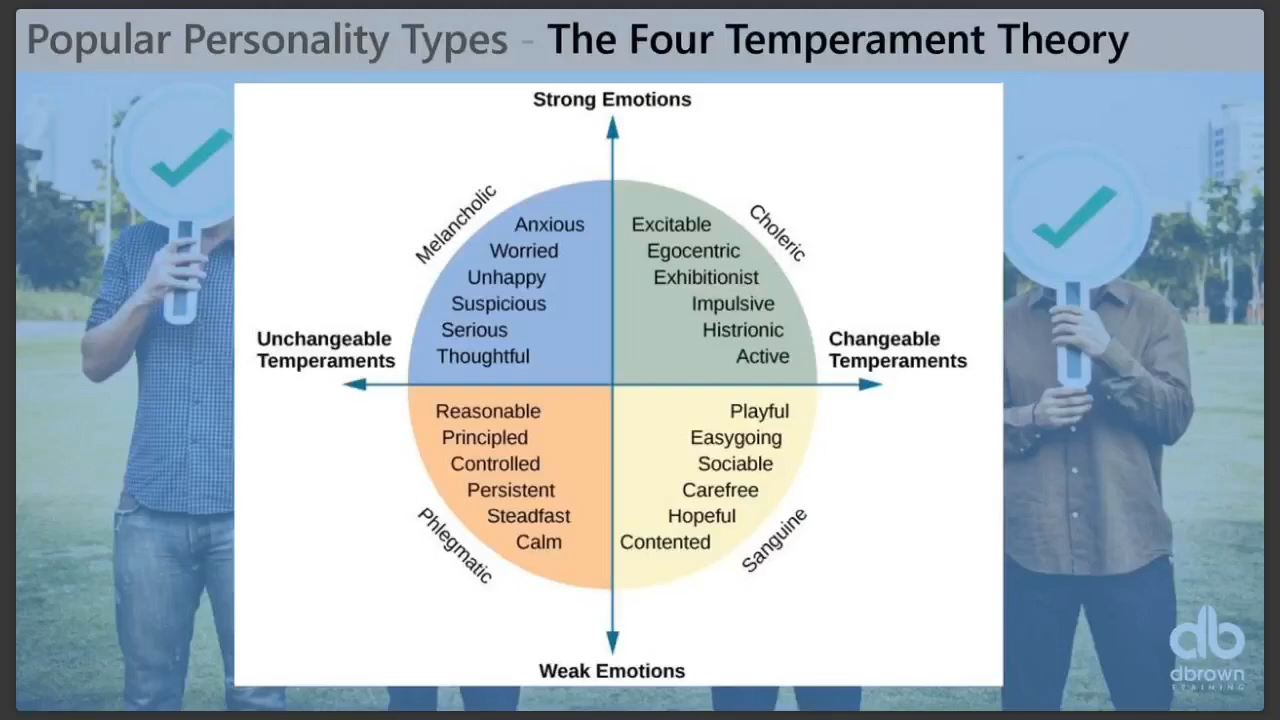 Popular Personality Types - The Four Temperament Theory
Strong Emotions
Melancholic
Choleric
Anxious
Worried
Unhappy
Suspicious
Serious
Thoughtful
Excitable
Egocentric
Exhibitionist
Impulsive
Histrionic
Active
Unchangeable
Temperaments
Changeable
Temperaments
Reasonable
Principled
Controlled
Persistent
Steadfast
Calm
Playful
Easygoing
Sociable
Carefree
Hopeful
Contented
Phlegmatic
Sanguine
Weak Emotions
db
dbrown
TRAINING